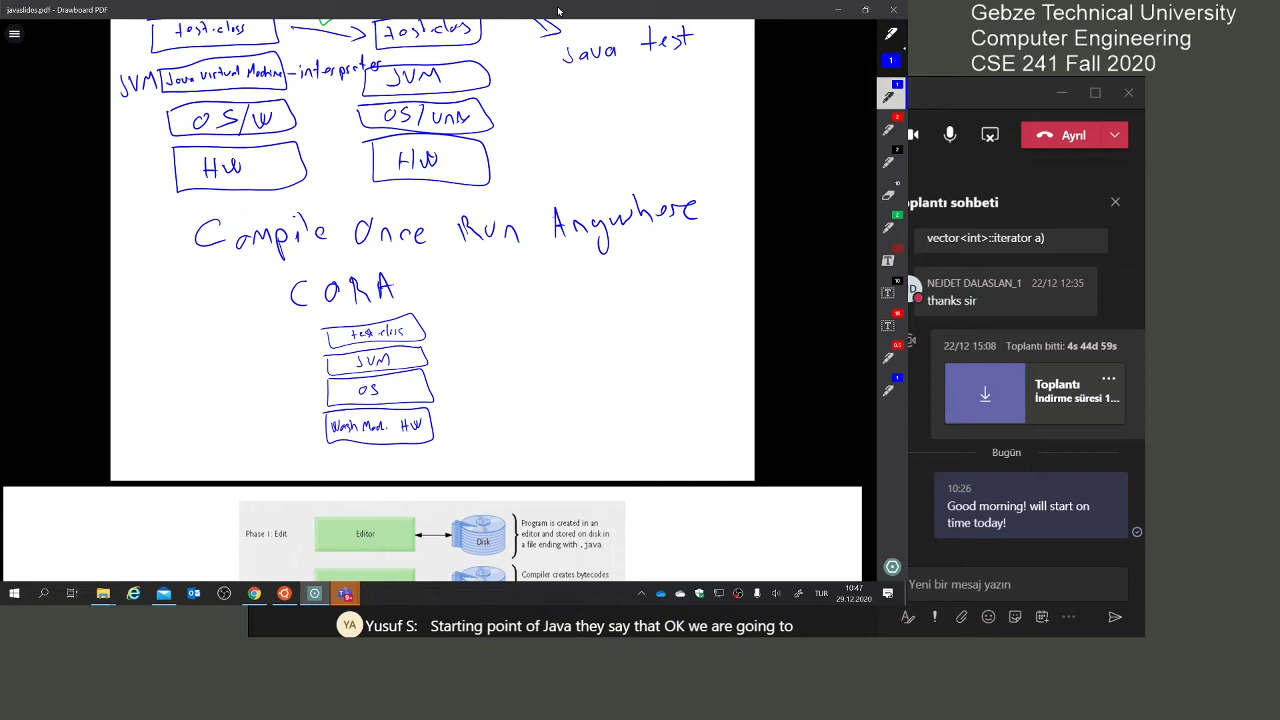 javaslides.pdf - Drawboard PDF
Gebze Technical University
Computer Engineering
CSE 241 Fall 2020
test.class
test.class
java test
JVM
Java Virtual Machine
- interpreter
JVM
OS/W
OS/Unix
HW
HW
Compile Once Run Anywhere
CORA
test.class
JVM
OS
Wash Mach. HW
Phase 1: Edit
Editor
Disk
Program is created in an
editor and stored on disk in
a file ending with .java.
Compiler creates bytecodes
Ayrıl
oplantı sohbeti
vector<int>::iterator a)
NEJDET DALASLAN_1 22/12 12:35
thanks sir
22/12 15:08 Toplantı bitti: 4s 44d 59s
Toplantı
İndirme süresi 1...
Bugün
10:26
Good morning! will start on
time today!
Yeni bir mesaj yazın
TUR
10:47
29.12.2020
YA Yusuf S: Starting point of Java they say that OK we are going to